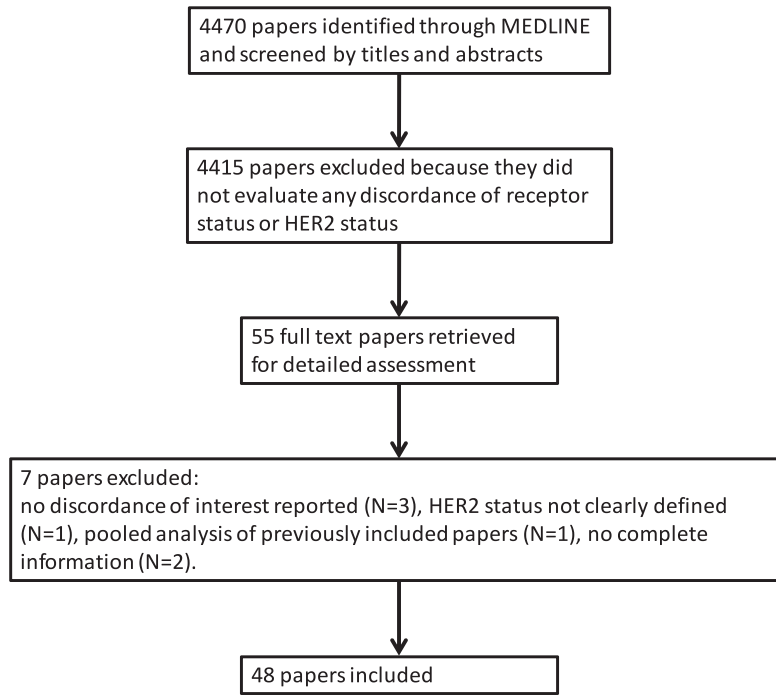 4470 papers identified through MEDLINE
and screened by titles and abstracts
4415 papers excluded because they did
not evaluate any discordance of receptor
status or HER2 status
55 full text papers retrieved
for detailed assessment
7 papers excluded:
no discordance of interest reported (N=3), HER2 status not clearly defined
(N=1), pooled analysis of previously included papers (N=1), no complete
information (N=2).
48 papers included